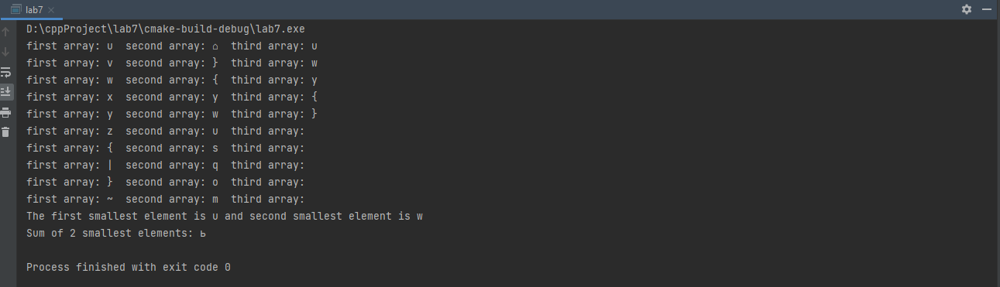 lab7
D:\cppProject\lab7\cmake-build-debug\lab7.exe
first array: u  second array: ⌂  third array: u
first array: v  second array: }  third array: w
first array: w  second array: {  third array: y
first array: x  second array: y  third array: {
first array: y  second array: w  third array: }
first array: z  second array: u  third array:
first array: {  second array: s  third array:
first array: |  second array: q  third array:
first array: }  second array: o  third array:
first array: ~  second array: m  third array:
The first smallest element is u and second smallest element is w
Sum of 2 smallest elements: ь
Process finished with exit code 0